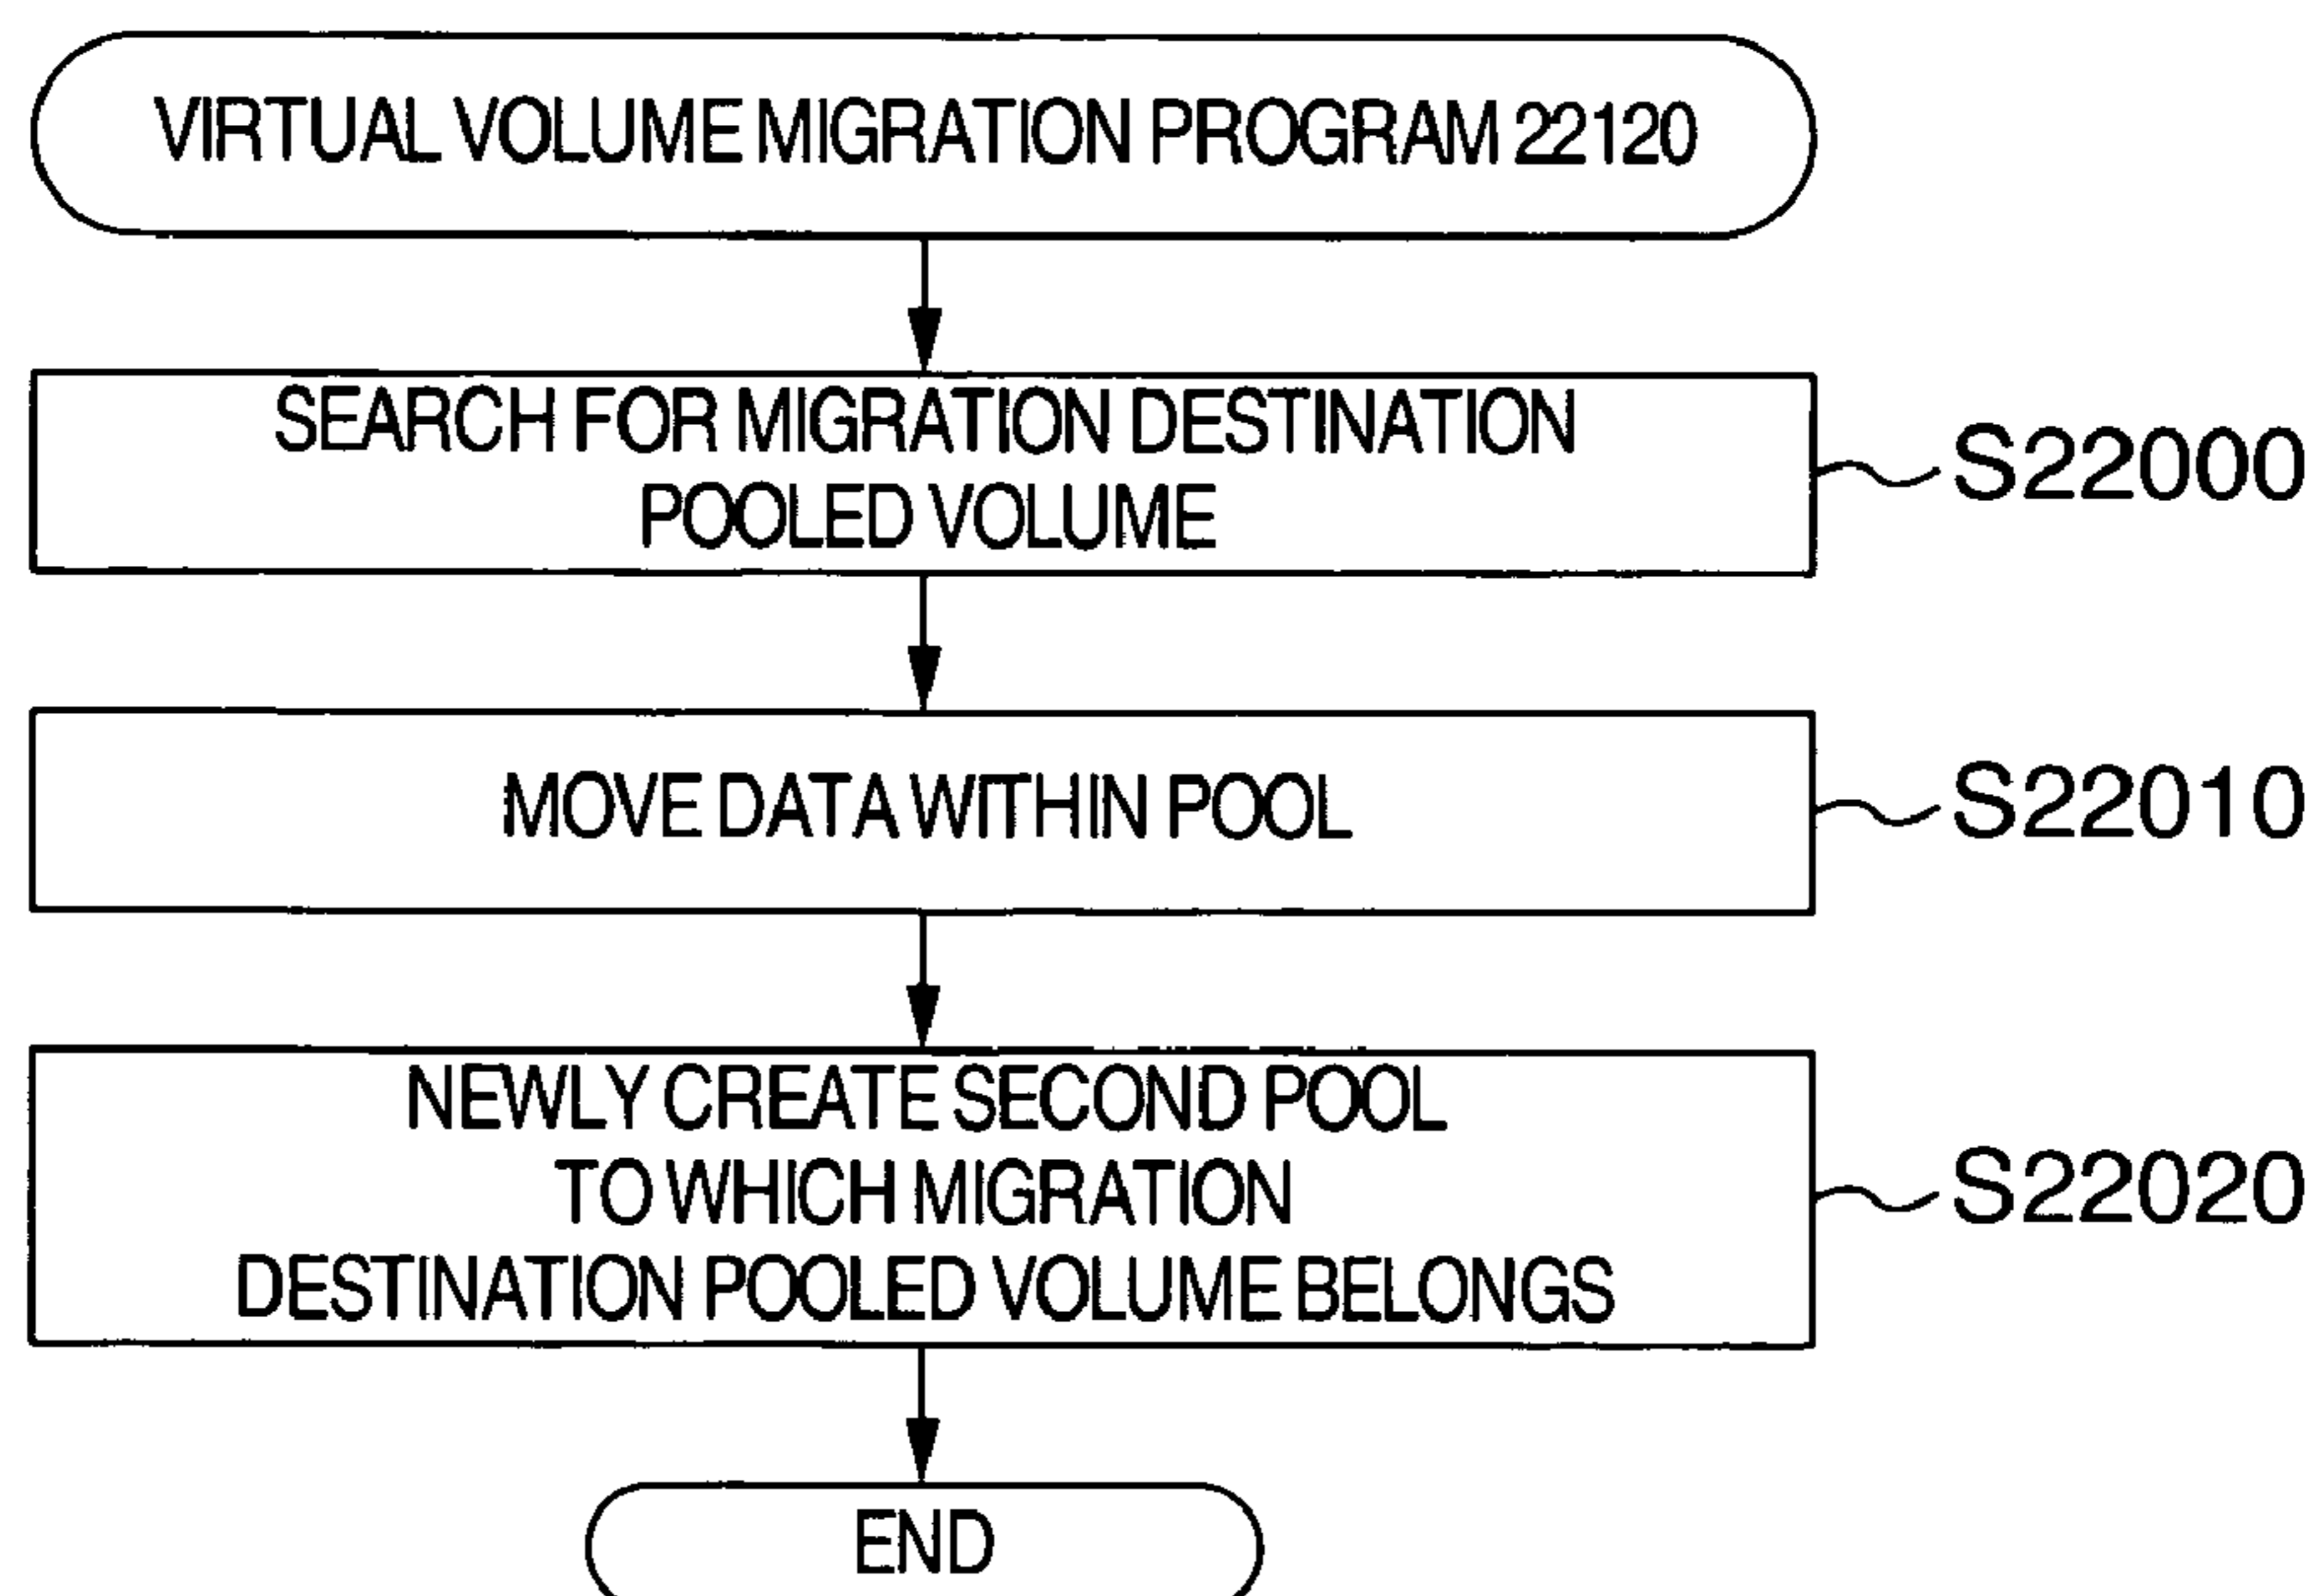 VIRTUAL VOLUME MIGRATION PROGRAM 22120
SEARCH FOR MIGRATION DESTINATION
POOLED VOLUME
S22000
MOVE DATA WITHIN POOL
S22010
NEWLY CREATE SECOND POOL
TO WHICH MIGRATION
DESTINATION POOLED VOLUME BELONGS
S22020
END